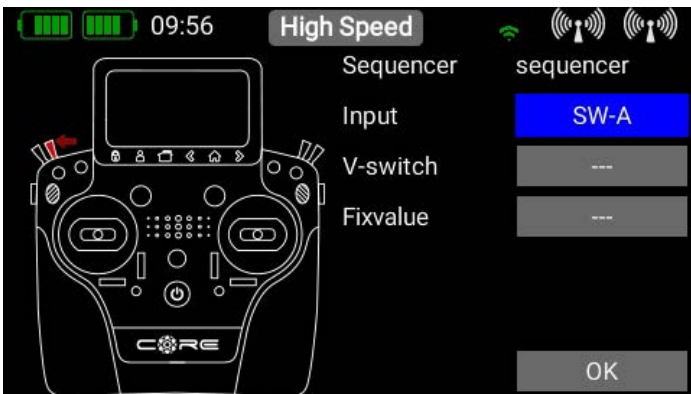 09:56 High Speed
Sequencer sequencer
Input SW-A
V-switch ---
Fixvalue ---
CORE
OK